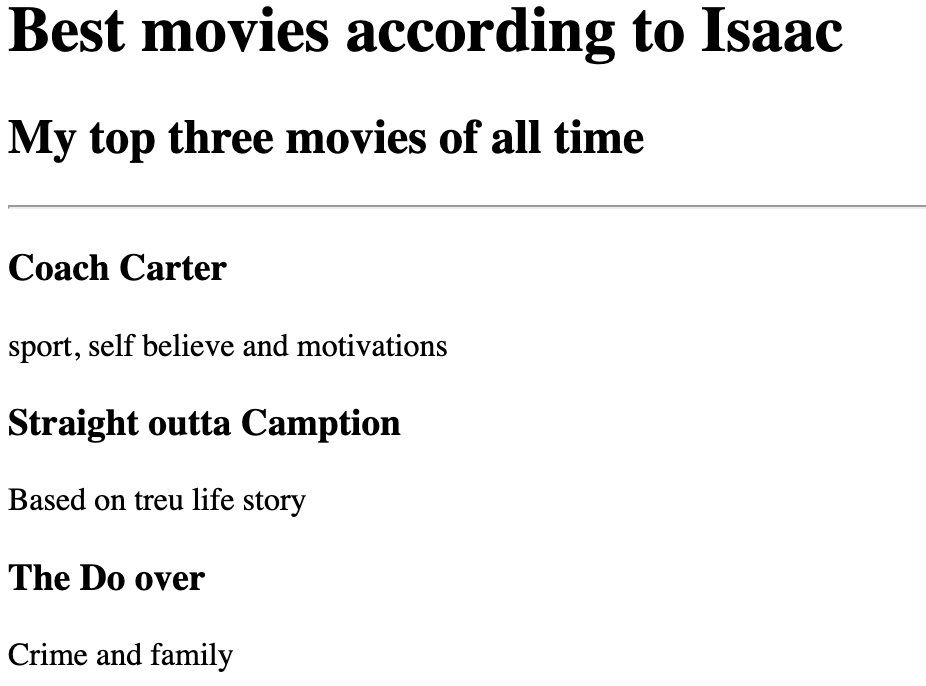 Best movies according to Isaac
My top three movies of all time
Coach Carter
sport, self believe and motivations
Straight outta Camption
Based on treu life story
The Do over
Crime and family